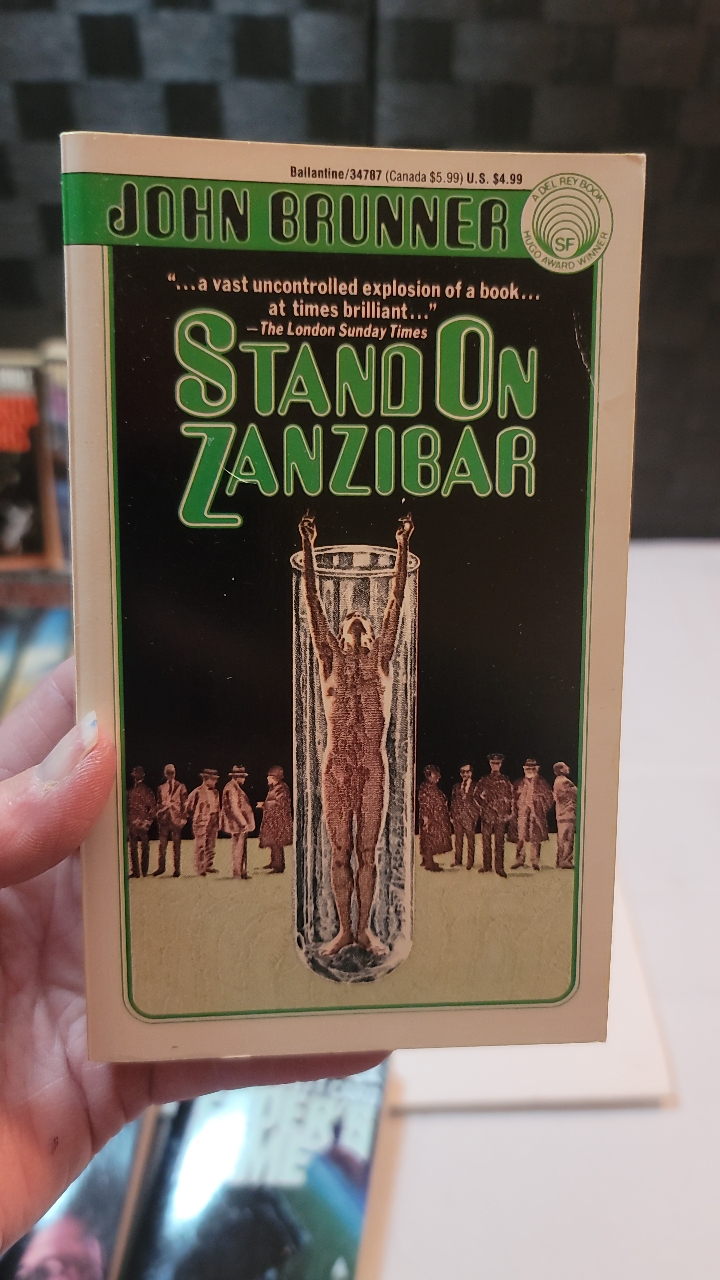 Ballantine/34787 (Canada $5.99) U.S. $4.99
JOHN BRUNNER
A DEL REY BOOK
SF
HUGO AWARD WINNER
“...a vast uncontrolled explosion of a book...
at times brilliant...”
—The London Sunday Times
STAND ON
ZANZIBAR